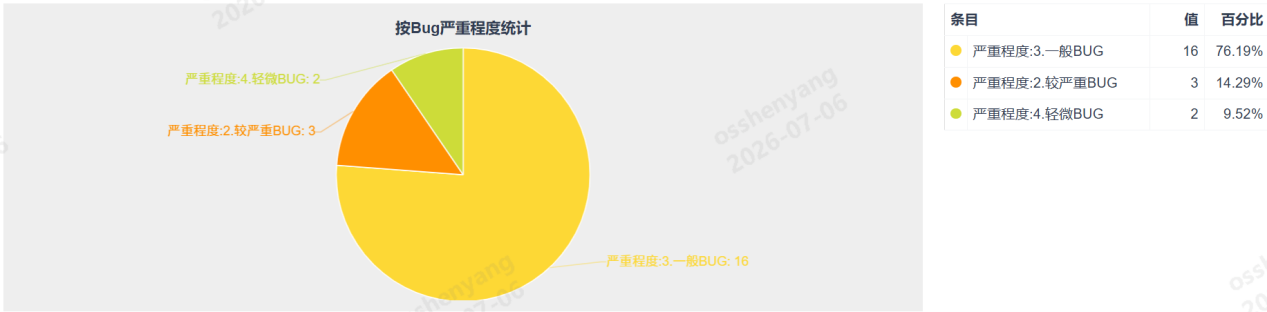 按Bug严重程度统计
严重程度:4.轻微BUG: 2
严重程度:2.较严重BUG: 3
严重程度:3.一般BUG: 16
条目 值 百分比
严重程度:3.一般BUG 16 76.19%
严重程度:2.较严重BUG 3 14.29%
严重程度:4.轻微BUG 2 9.52%
osshenyang
2026-07-06